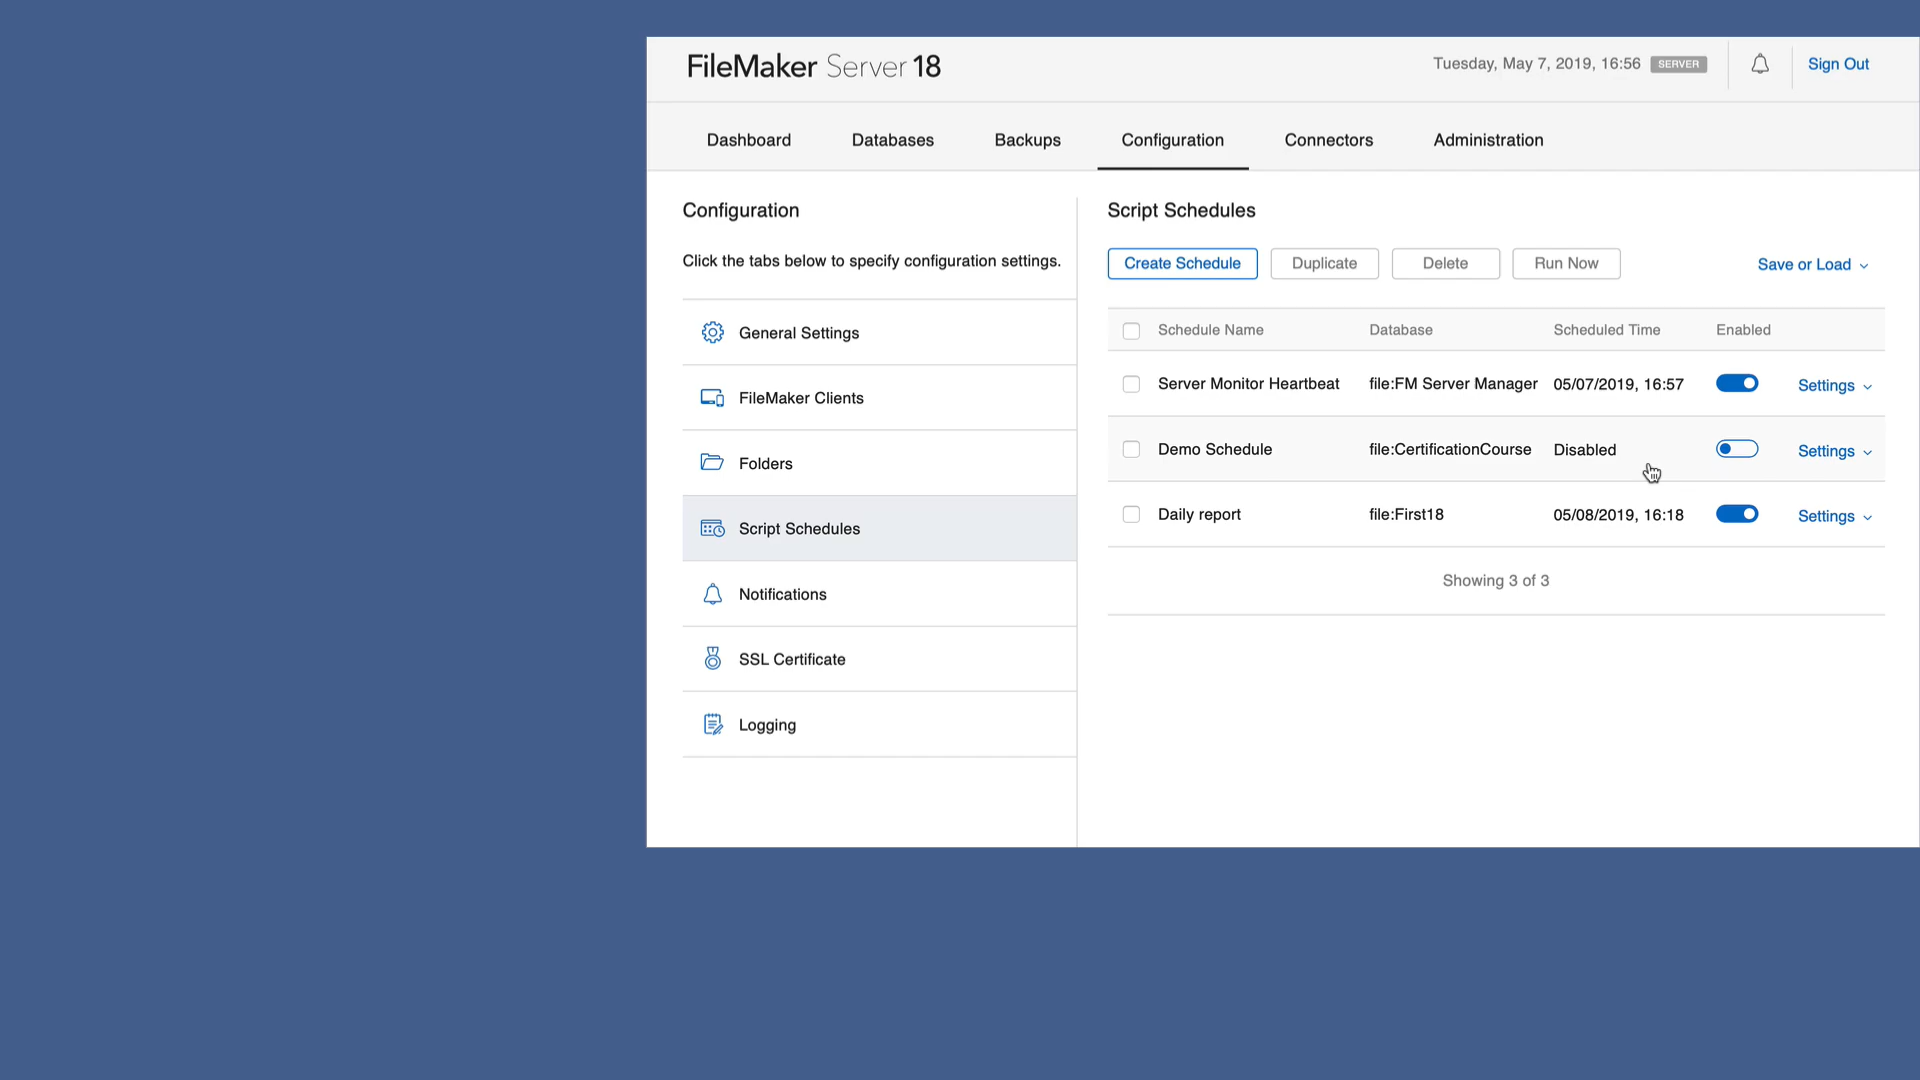 FileMaker Server 18
Tuesday, May 7, 2019, 16:56 SERVER Sign Out
Dashboard Databases Backups Configuration Connectors Administration
Configuration
Click the tabs below to specify configuration settings.
General Settings
FileMaker Clients
Folders
Script Schedules
Notifications
SSL Certificate
Logging
Script Schedules
Create Schedule Duplicate Delete Run Now Save or Load
Schedule Name Database Scheduled Time Enabled
Server Monitor Heartbeat file:FM Server Manager 05/07/2019, 16:57 Settings
Demo Schedule file:CertificationCourse Disabled Settings
Daily report file:First18 05/08/2019, 16:18 Settings
Showing 3 of 3